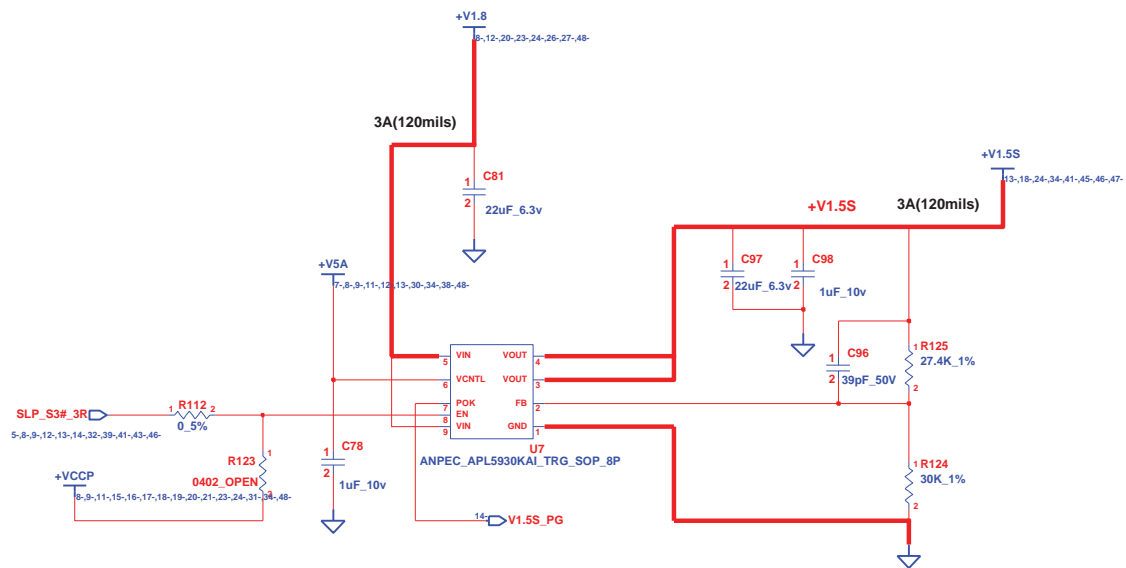 +V1.8
8-,12-,20-,23-,24-,26-,27-,48-
3A(120mils)
1
C81
2
22uF_6.3v
+V1.5S
13-,18-,24-,34-,41-,45-,46-,47-
+V1.5S
3A(120mils)
+V5A
7-,8-,9-,11-,12-,13-,30-,34-,38-,48-
1
C97
2
22uF_6.3v
1
C98
2
1uF_10v
1
C96
2
39pF_50V
1
R125
27.4K_1%
2
VIN
5
VOUT
4
VCNTL
6
VOUT
3
POK
7
FB
2
EN
8
VIN
9
GND
1
U7
ANPEC_APL5930KAI_TRG_SOP_8P
SLP_S3#_3R
5-,8-,9-,12-,13-,14-,32-,39-,41-,43-,46-
1
R112
2
0_5%
R123
1
0402_OPEN
2
+VCCP
8-,9-,11-,15-,16-,17-,18-,19-,20-,21-,23-,24-,31-,34-,48-
1
C78
2
1uF_10v
14-
V1.5S_PG
1
R124
30K_1%
2